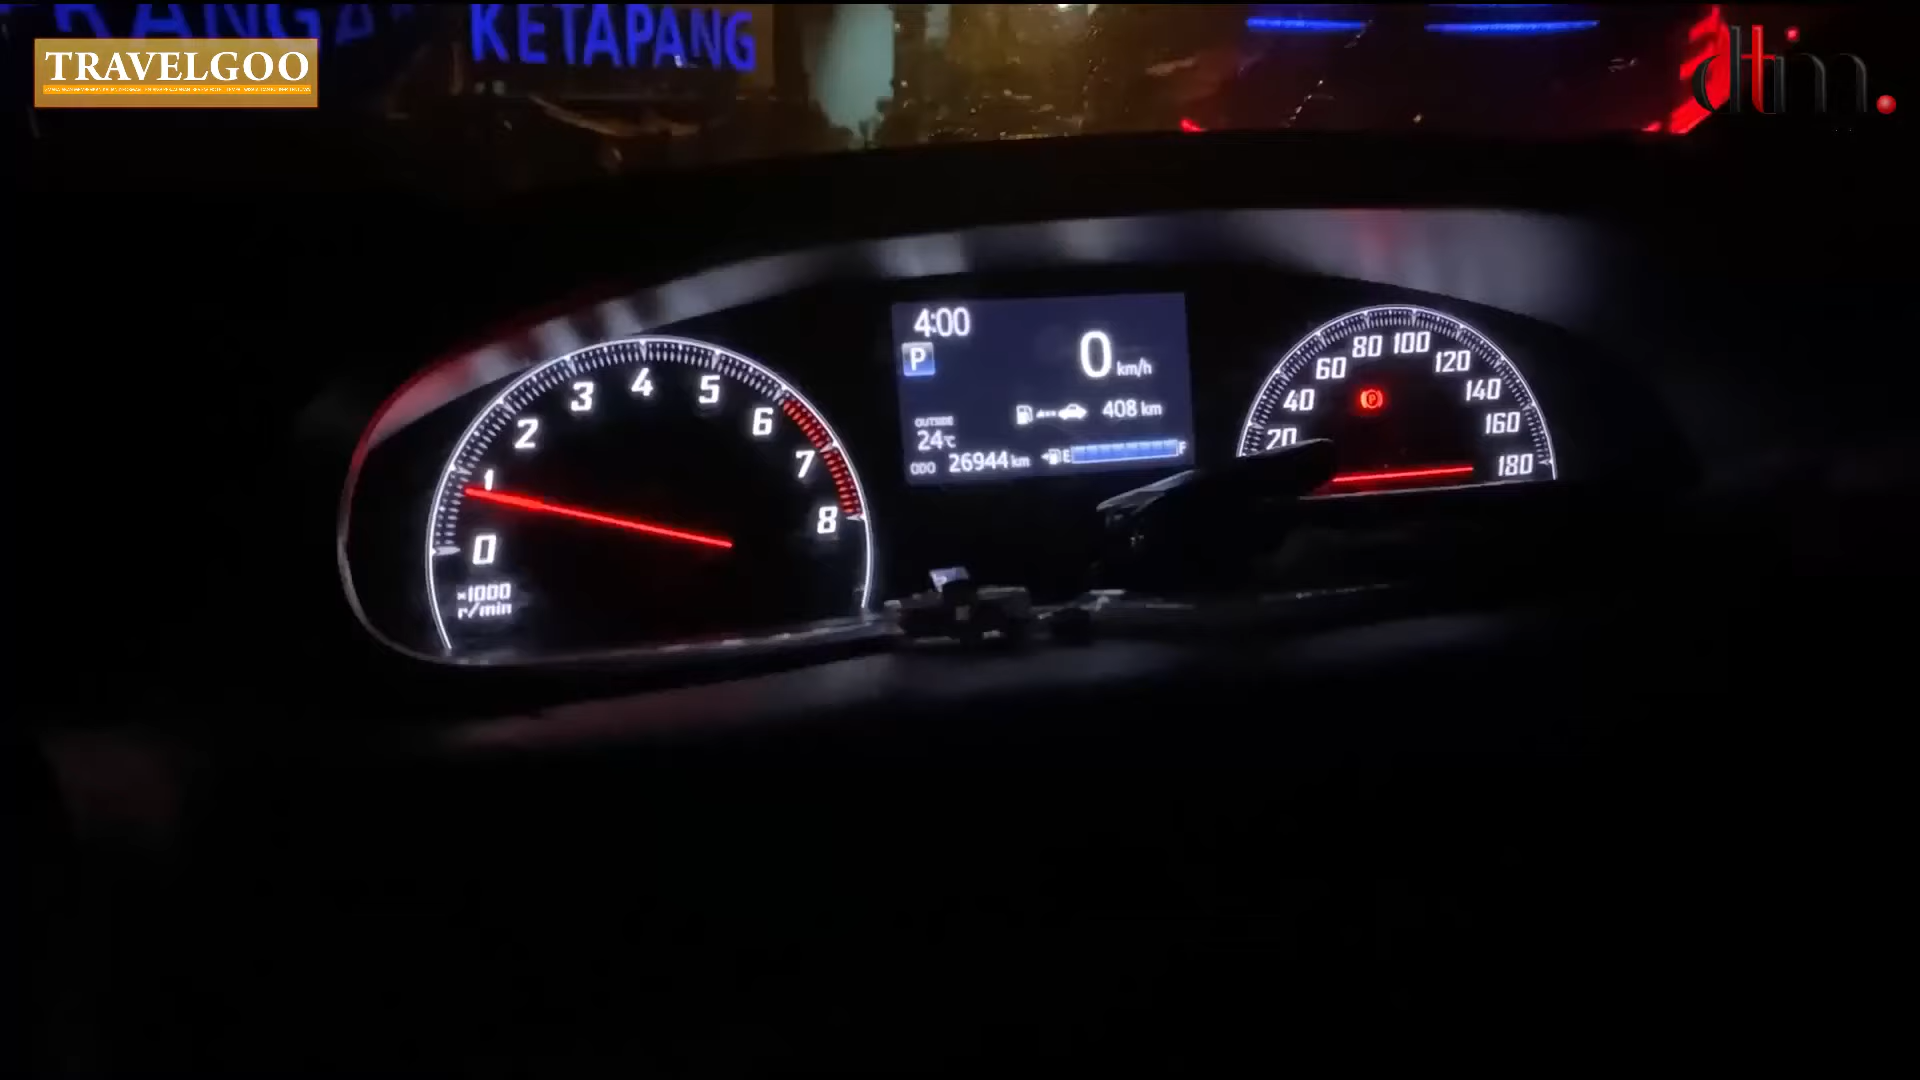 KETAPANG
TRAVELGOO
dtim.
4:00
P
0 km/h
408 km
OUTSIDE
24℃
ODO 26944 km
E F
0
1
2
3
4
5
6
7
8
×1000
r/min
20
40
60
80
100
120
140
160
180
P